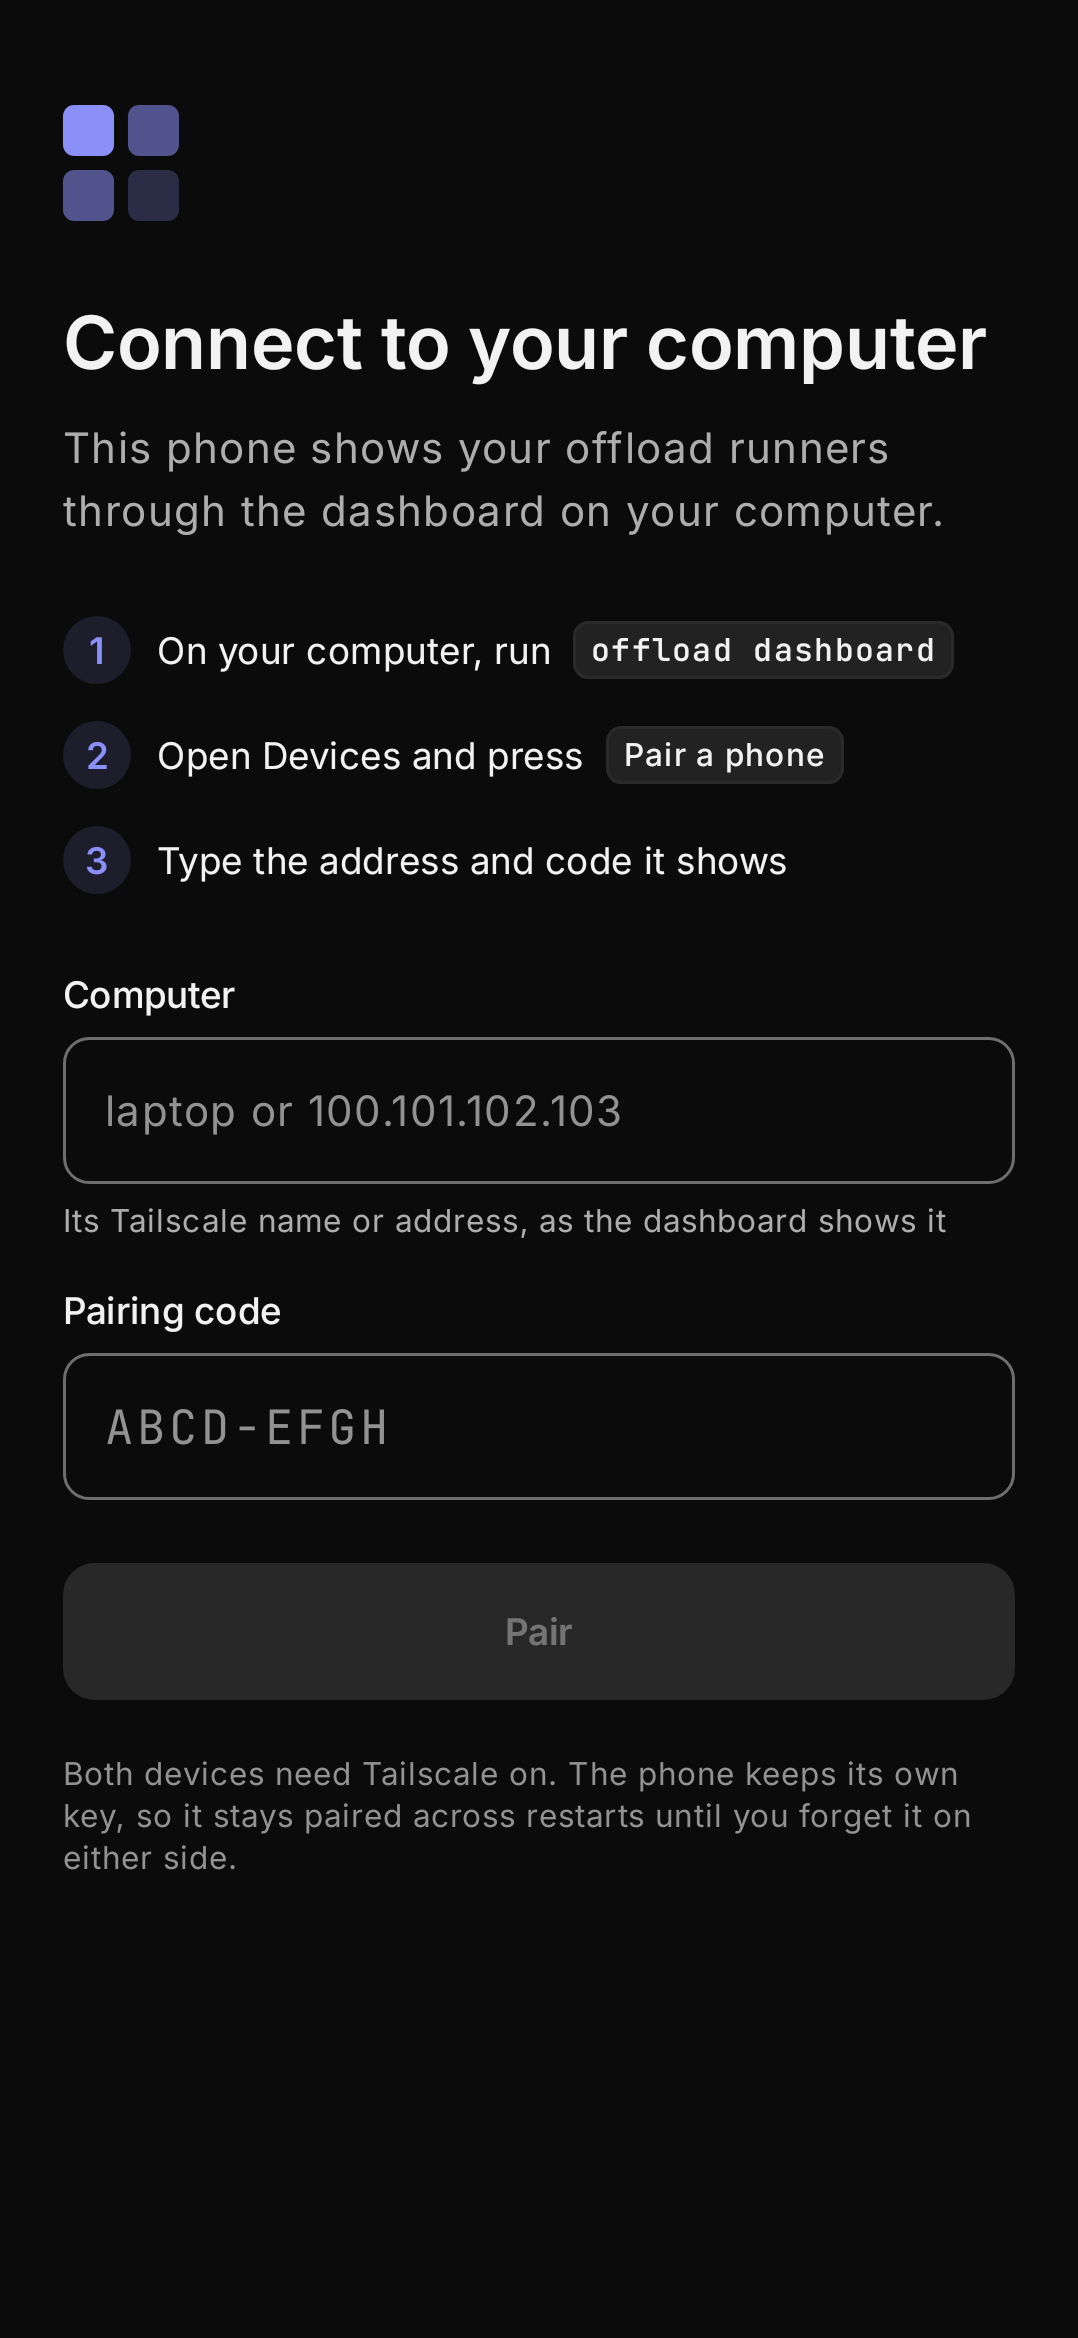 Connect to your computer
This phone shows your offload runners
through the dashboard on your computer.
1 On your computer, run offload dashboard
2 Open Devices and press Pair a phone
3 Type the address and code it shows
Computer
laptop or 100.101.102.103
Its Tailscale name or address, as the dashboard shows it
Pairing code
ABCD-EFGH
Pair
Both devices need Tailscale on. The phone keeps its own
key, so it stays paired across restarts until you forget it on
either side.